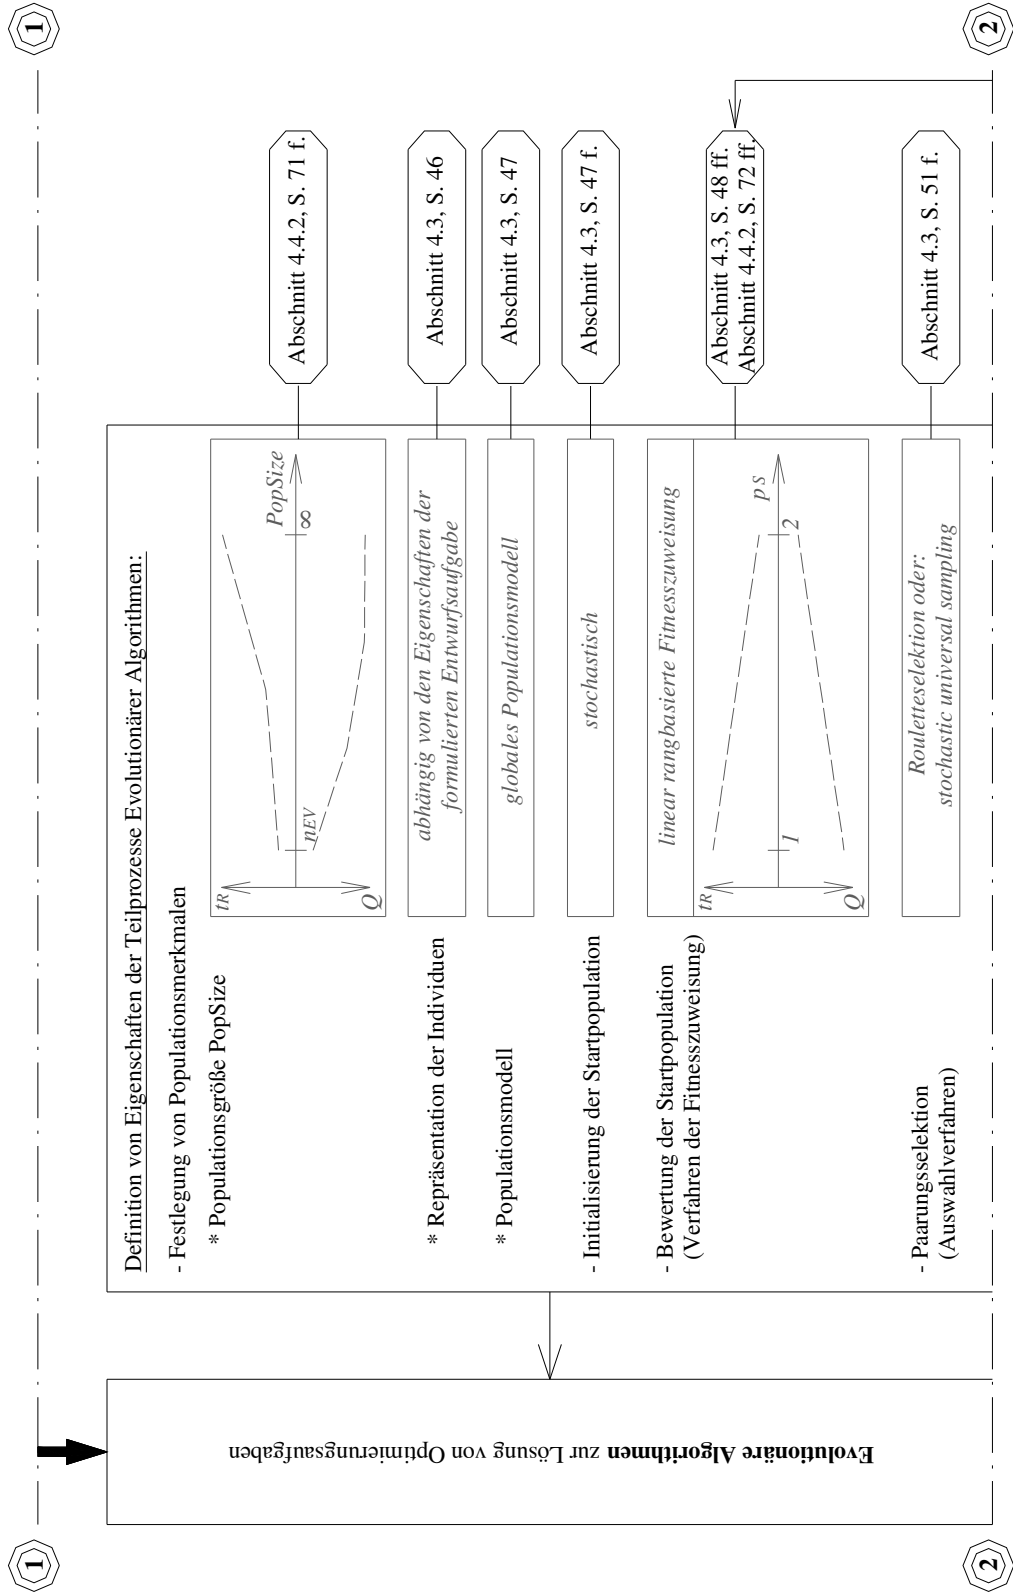 1
1
Evolutionäre Algorithmen zur Lösung von Optimierungsaufgaben
Definition von Eigenschaften der Teilprozesse Evolutionärer Algorithmen:
- Festlegung von Populationsmerkmalen
* Populationsgröße PopSize
tR
Q
nEV
∞
PopSize
Abschnitt 4.4.2, S. 71 f.
* Repräsentation der Individuen
abhängig von den Eigenschaften der
formulierten Entwurfsaufgabe
Abschnitt 4.3, S. 46
* Populationsmodell
globales Populationsmodell
Abschnitt 4.3, S. 47
- Initialisierung der Startpopulation
stochastisch
Abschnitt 4.3, S. 47 f.
- Bewertung der Startpopulation
(Verfahren der Fitnesszuweisung)
linear rangbasierte Fitnesszuweisung
tR
Q
1
2
pS
Abschnitt 4.3, S. 48 ff.
Abschnitt 4.4.2, S. 72 ff.
- Paarungsselektion
(Auswahlverfahren)
Rouletteselektion oder:
stochastic universal sampling
Abschnitt 4.3, S. 51 f.
2
2